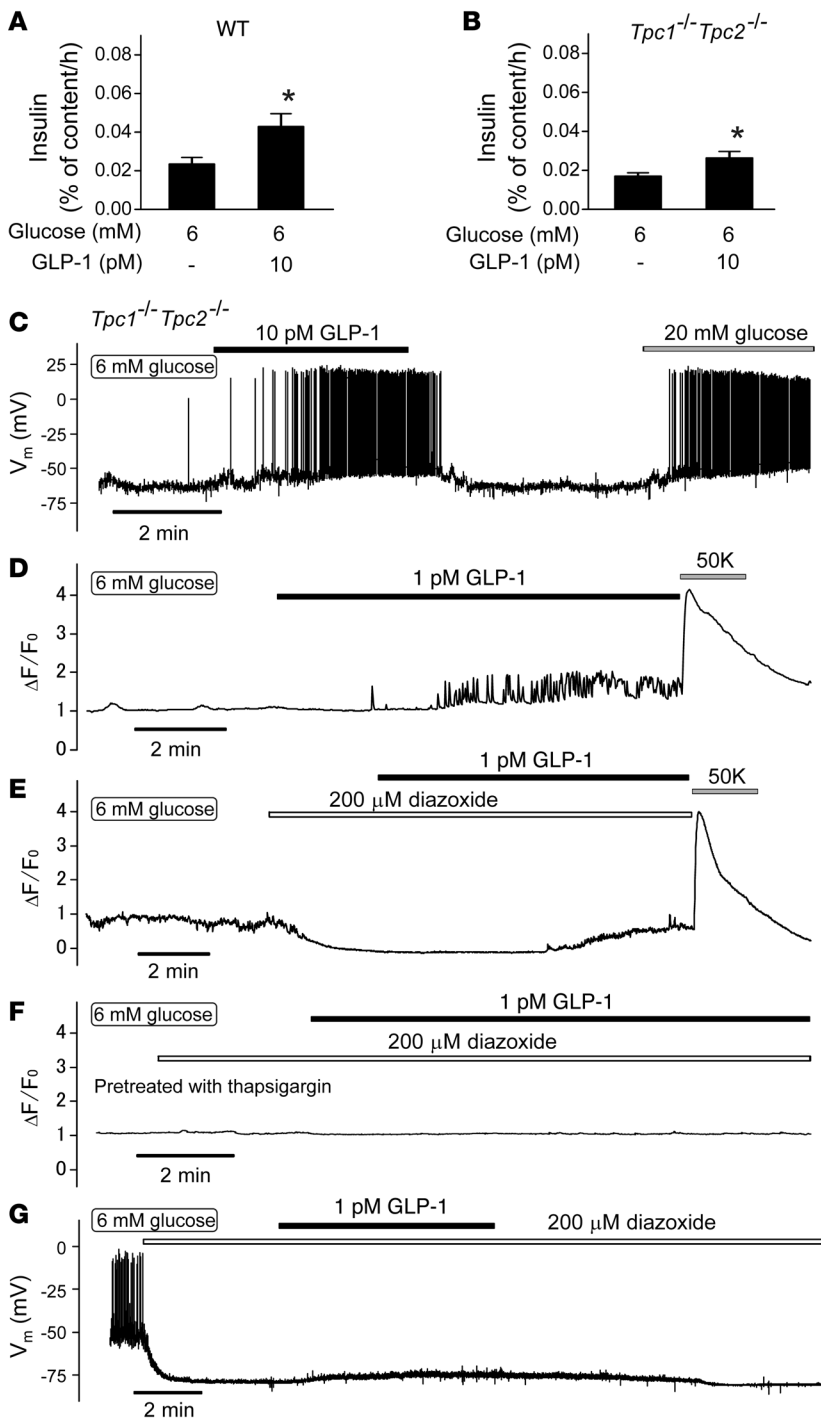 A
WT
Insulin
(% of content/h)
0.08
0.06
0.04
0.02
0.00
*
Glucose (mM) 6 6
GLP-1 (pM) - 10
B
Tpc1-/-Tpc2-/-
Insulin
(% of content/h)
0.08
0.06
0.04
0.02
0.00
*
Glucose (mM) 6 6
GLP-1 (pM) - 10
C
Tpc1-/-Tpc2-/-
10 pM GLP-1
20 mM glucose
6 mM glucose
Vm (mV)
25
0
-25
-50
-75
2 min
D
6 mM glucose
1 pM GLP-1
50K
ΔF/F0
4
3
2
1
0
2 min
E
6 mM glucose
1 pM GLP-1
50K
200 μM diazoxide
ΔF/F0
4
3
2
1
0
2 min
F
6 mM glucose
1 pM GLP-1
200 μM diazoxide
Pretreated with thapsigargin
ΔF/F0
4
3
2
1
0
2 min
G
6 mM glucose
1 pM GLP-1
200 μM diazoxide
Vm (mV)
0
-25
-50
-75
2 min